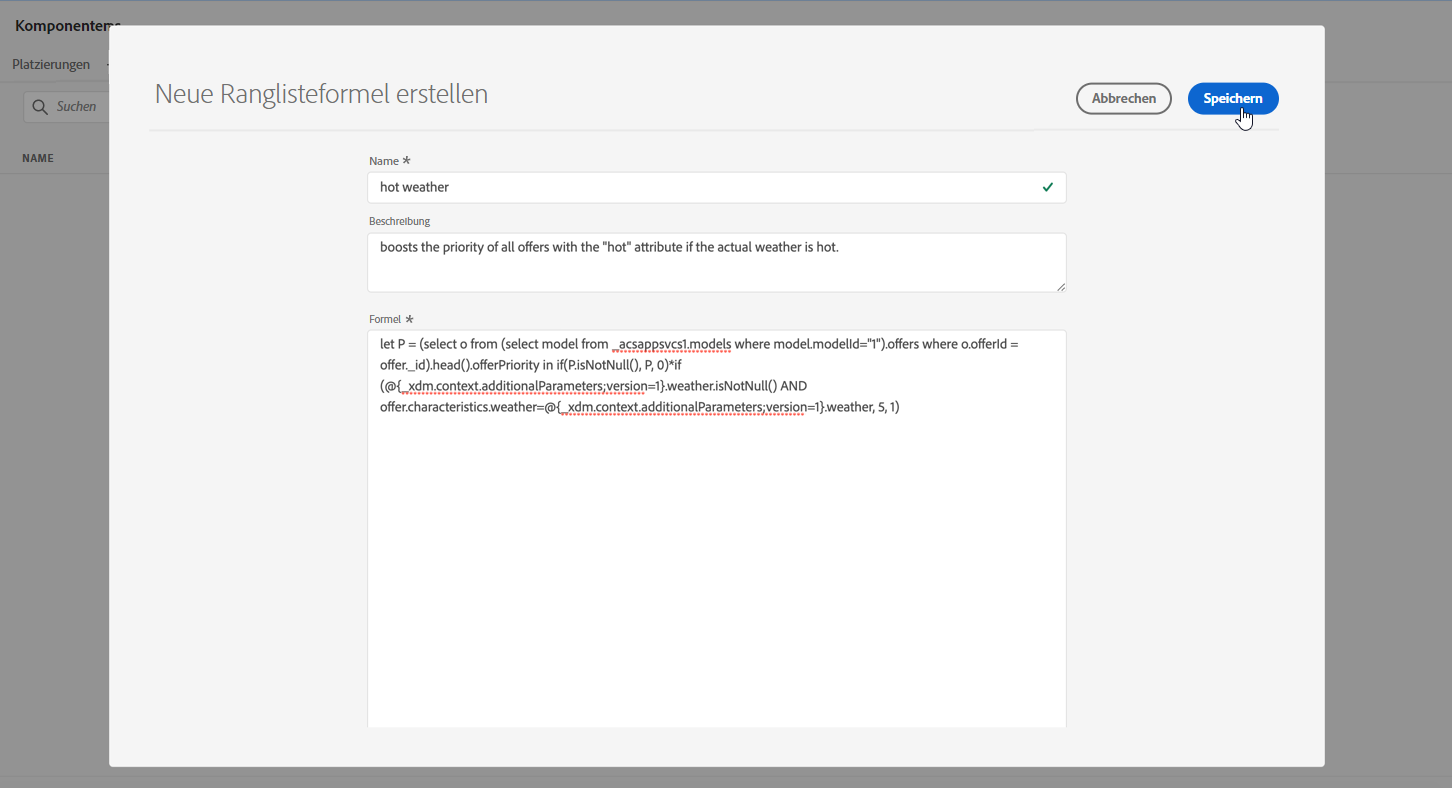 Komponenten
Platzierungen
Suchen
NAME
Neue Ranglisteformel erstellen
Abbrechen
Speichern
Name *
hot weather
Beschreibung
boosts the priority of all offers with the "hot" attribute if the actual weather is hot.
Formel *
let P = (select o from (select model from _acsappsvcs1.models where model.modelId="1").offers where o.offerId =
offer._id).head().offerPriority in if(P.isNotNull(), P, 0)*if
(@{_xdm.context.additionalParameters;version=1}.weather.isNotNull() AND
offer.characteristics.weather=@{_xdm.context.additionalParameters;version=1}.weather, 5, 1)